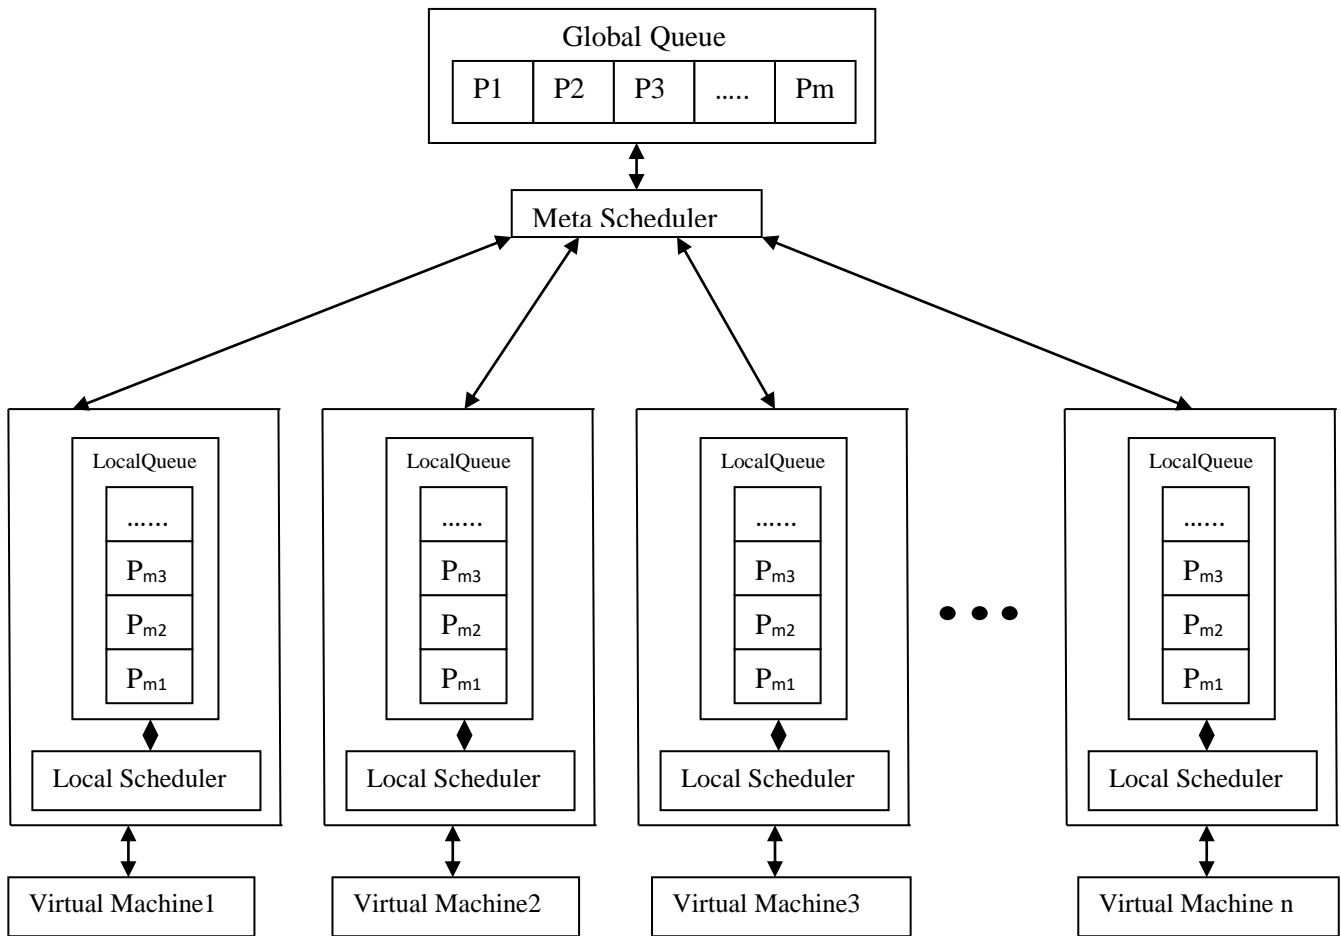 Global Queue
P1 P2 P3 ..... Pm
Meta Scheduler
LocalQueue LocalQueue LocalQueue LocalQueue
...... ...... ...... ......
Pm3 Pm3 Pm3 Pm3
Pm2 Pm2 Pm2 Pm2
Pm1 Pm1 Pm1 Pm1
Local Scheduler Local Scheduler Local Scheduler Local Scheduler
Virtual Machine1 Virtual Machine2 Virtual Machine3 Virtual Machine n